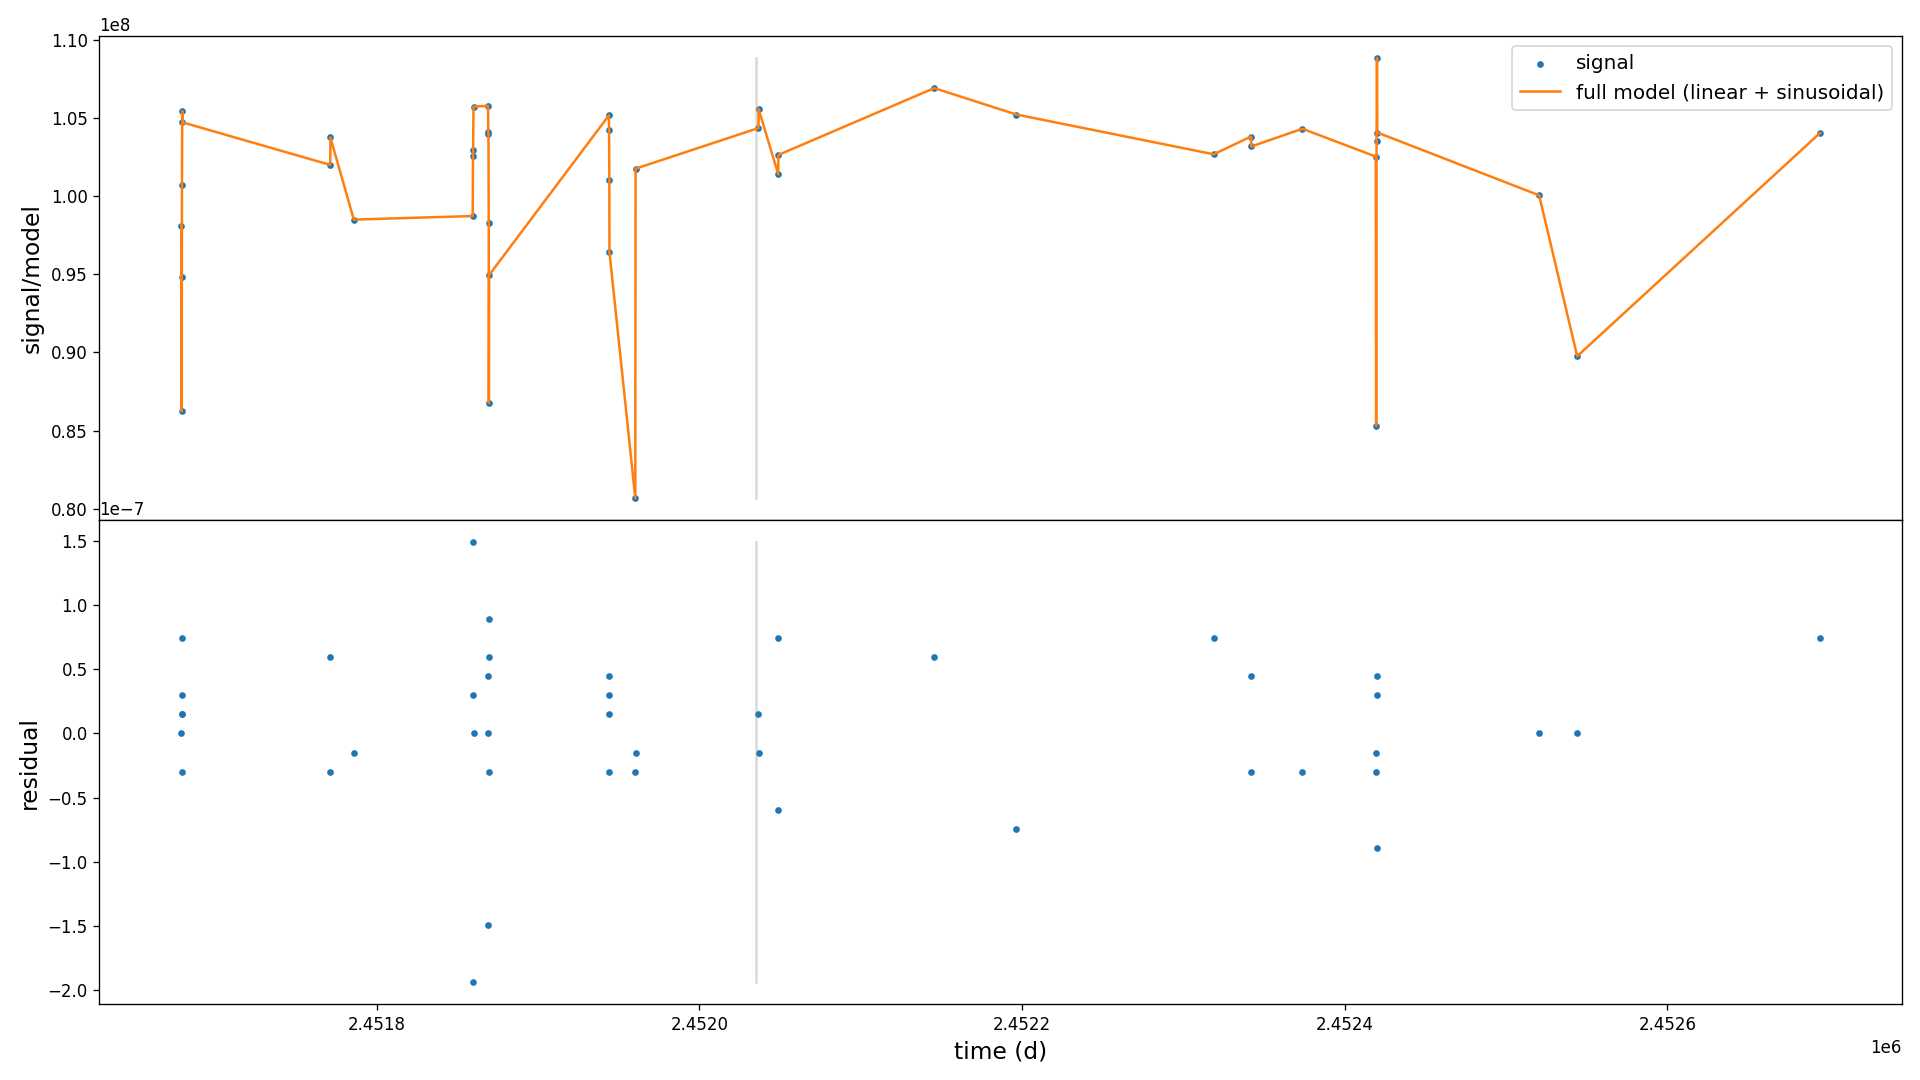 1e8
1.10
1.05
1.00
0.95
0.90
0.85
0.80
signal/model
signal
full model (linear + sinusoidal)
1e−7
1.5
1.0
0.5
0.0
−0.5
−1.0
−1.5
−2.0
residual
2.4518
2.4520
2.4522
2.4524
2.4526
1e6
time (d)